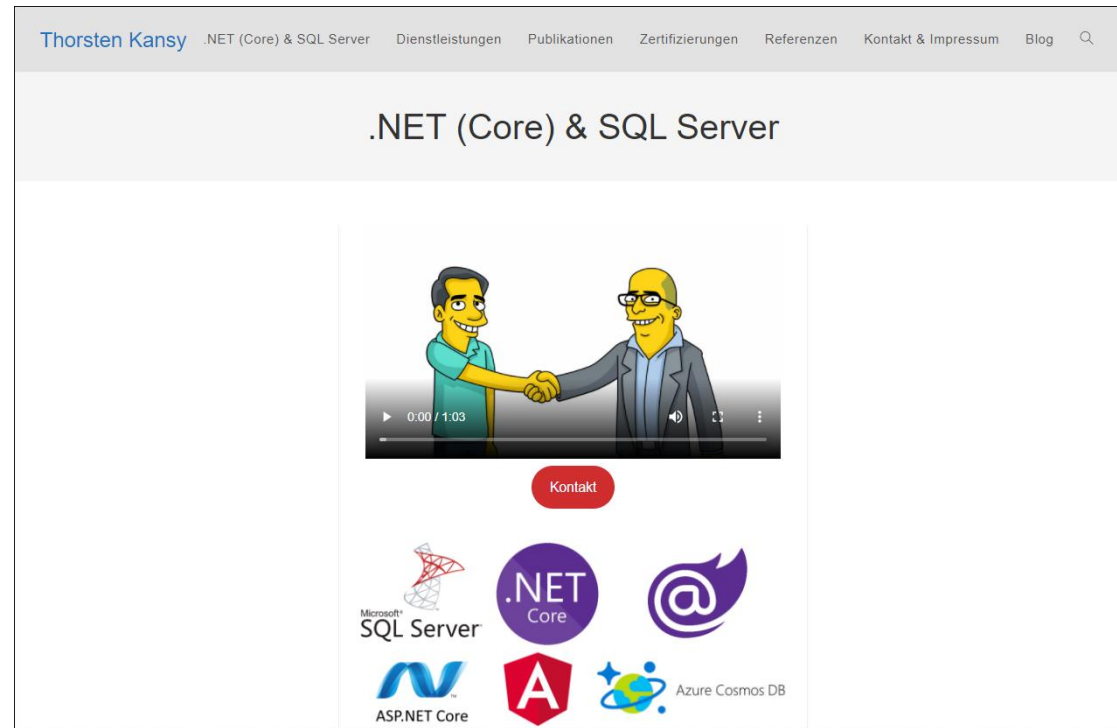 Thorsten Kansy .NET (Core) & SQL Server Dienstleistungen Publikationen Zertifizierungen Referenzen Kontakt & Impressum Blog
.NET (Core) & SQL Server
0:00 / 1:03
Kontakt
Microsoft®
SQL Server
.NET
Core
@
ASP.NET Core
A
Azure Cosmos DB